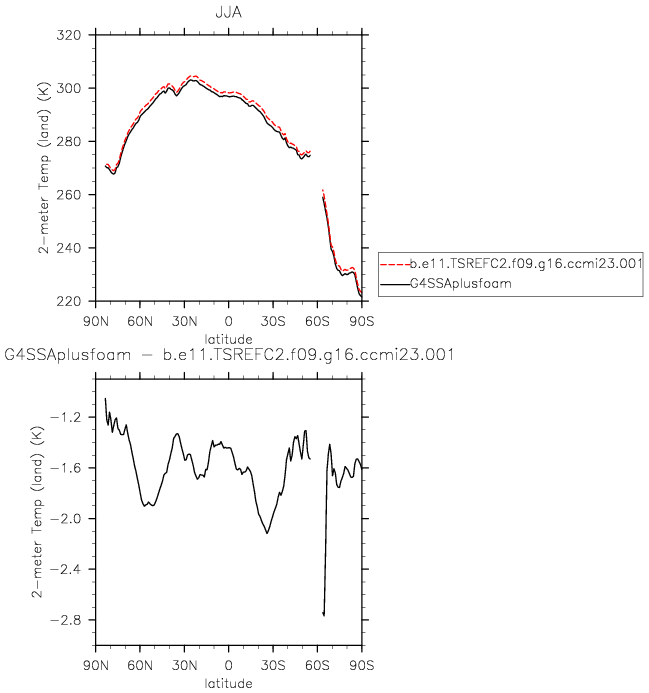 JJA
320
300
280
260
240
220
2-meter Temp (land) (K)
90N 60N 30N 0 30S 60S 90S
latitude
b.e11.TSREFC2.f09.g16.ccmi23.001
G4SSAplusfoam
G4SSAplusfoam - b.e11.TSREFC2.f09.g16.ccmi23.001
-1.2
-1.6
-2.0
-2.4
-2.8
2-meter Temp (land) (K)
90N 60N 30N 0 30S 60S 90S
latitude